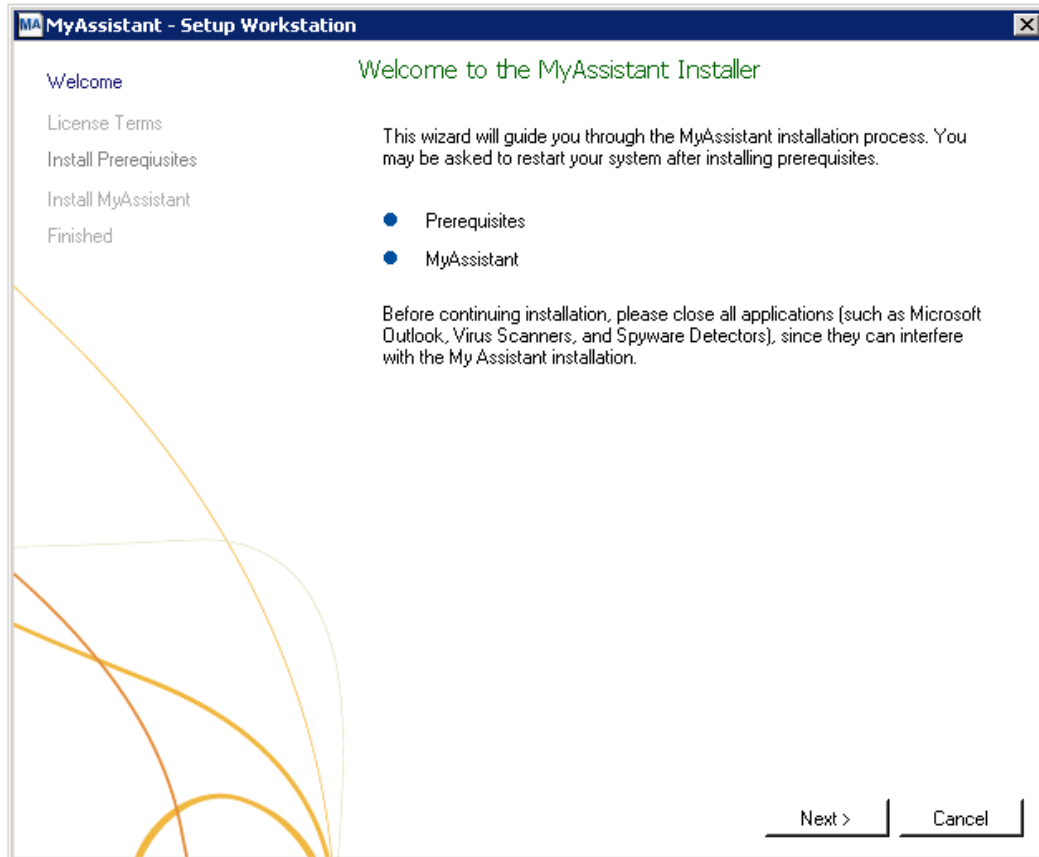 MA MyAssistant - Setup Workstation
Welcome
License Terms
Install Prereqiusites
Install MyAssistant
Finished
Welcome to the MyAssistant Installer
This wizard will guide you through the MyAssistant installation process. You
may be asked to restart your system after installing prerequisites.
Prerequisites
MyAssistant
Before continuing installation, please close all applications (such as Microsoft
Outlook, Virus Scanners, and Spyware Detectors), since they can interfere
with the My Assistant installation.
Next >
Cancel